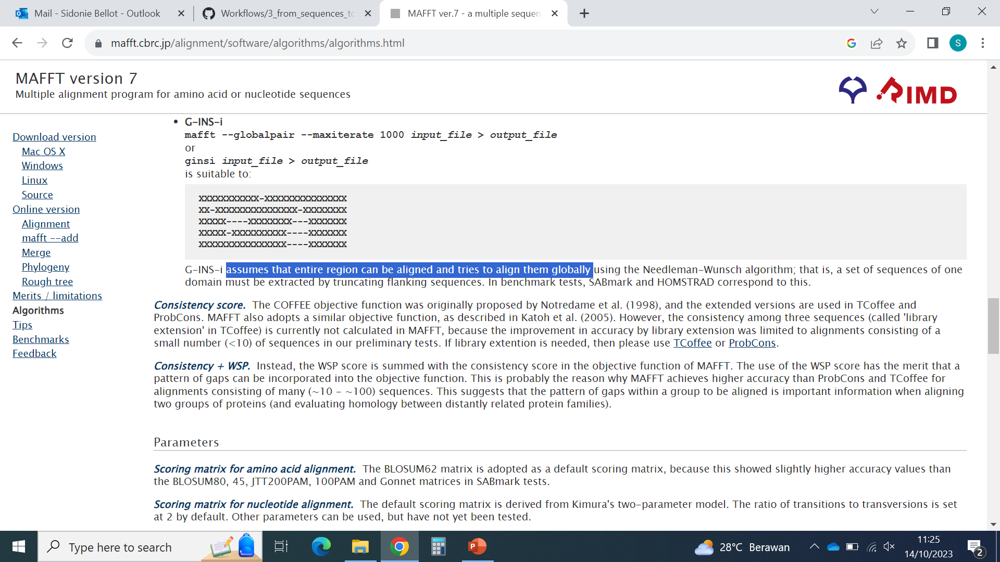 Mail - Sidonie Bellot - Outlook
Workflows/3_from_sequences_to
MAFFT ver.7 - a multiple sequen
mafft.cbrc.jp/alignment/software/algorithms/algorithms.html
S
MAFFT version 7
Multiple alignment program for amino acid or nucleotide sequences
RIMD
Download version
Mac OS X
Windows
Linux
Source
Online version
Alignment
mafft --add
Merge
Phylogeny
Rough tree
Merits / limitations
Algorithms
Tips
Benchmarks
Feedback
• G-INS-i
mafft --globalpair --maxiterate 1000 input_file > output_file
or
ginsi input_file > output_file
is suitable to:
XXXXXXXXXXX-XXXXXXXXXXXXXXX
XX-XXXXXXXXXXXXXXX-XXXXXXXX
XXXXX----XXXXXXXX---XXXXXXX
XXXXX-XXXXXXXXXX----XXXXXXX
XXXXXXXXXXXXXXXX----XXXXXXX
G-INS-i assumes that entire region can be aligned and tries to align them globally using the Needleman-Wunsch algorithm; that is, a set of sequences of one
domain must be extracted by truncating flanking sequences. In benchmark tests, SABmark and HOMSTRAD correspond to this.
Consistency score. The COFFEE objective function was originally proposed by Notredame et al. (1998), and the extended versions are used in TCoffee and
ProbCons. MAFFT also adopts a similar objective function, as described in Katoh et al. (2005). However, the consistency among three sequences (called 'library
extension' in TCoffee) is currently not calculated in MAFFT, because the improvement in accuracy by library extension was limited to alignments consisting of a
small number (<10) of sequences in our preliminary tests. If library extention is needed, then please use TCoffee or ProbCons.
Consistency + WSP. Instead, the WSP score is summed with the consistency score in the objective function of MAFFT. The use of the WSP score has the merit that a
pattern of gaps can be incorporated into the objective function. This is probably the reason why MAFFT achieves higher accuracy than ProbCons and TCoffee for
alignments consisting of many (~10 - ~100) sequences. This suggests that the pattern of gaps within a group to be aligned is important information when aligning
two groups of proteins (and evaluating homology between distantly related protein families).
Parameters
Scoring matrix for amino acid alignment. The BLOSUM62 matrix is adopted as a default scoring matrix, because this showed slightly higher accuracy values than
the BLOSUM80, 45, JTT200PAM, 100PAM and Gonnet matrices in SABmark tests.
Scoring matrix for nucleotide alignment. The default scoring matrix is derived from Kimura's two-parameter model. The ratio of transitions to transversions is set
at 2 by default. Other parameters can be used, but have not yet been tested.
Type here to search
28°C Berawan
11:25
14/10/2023
2